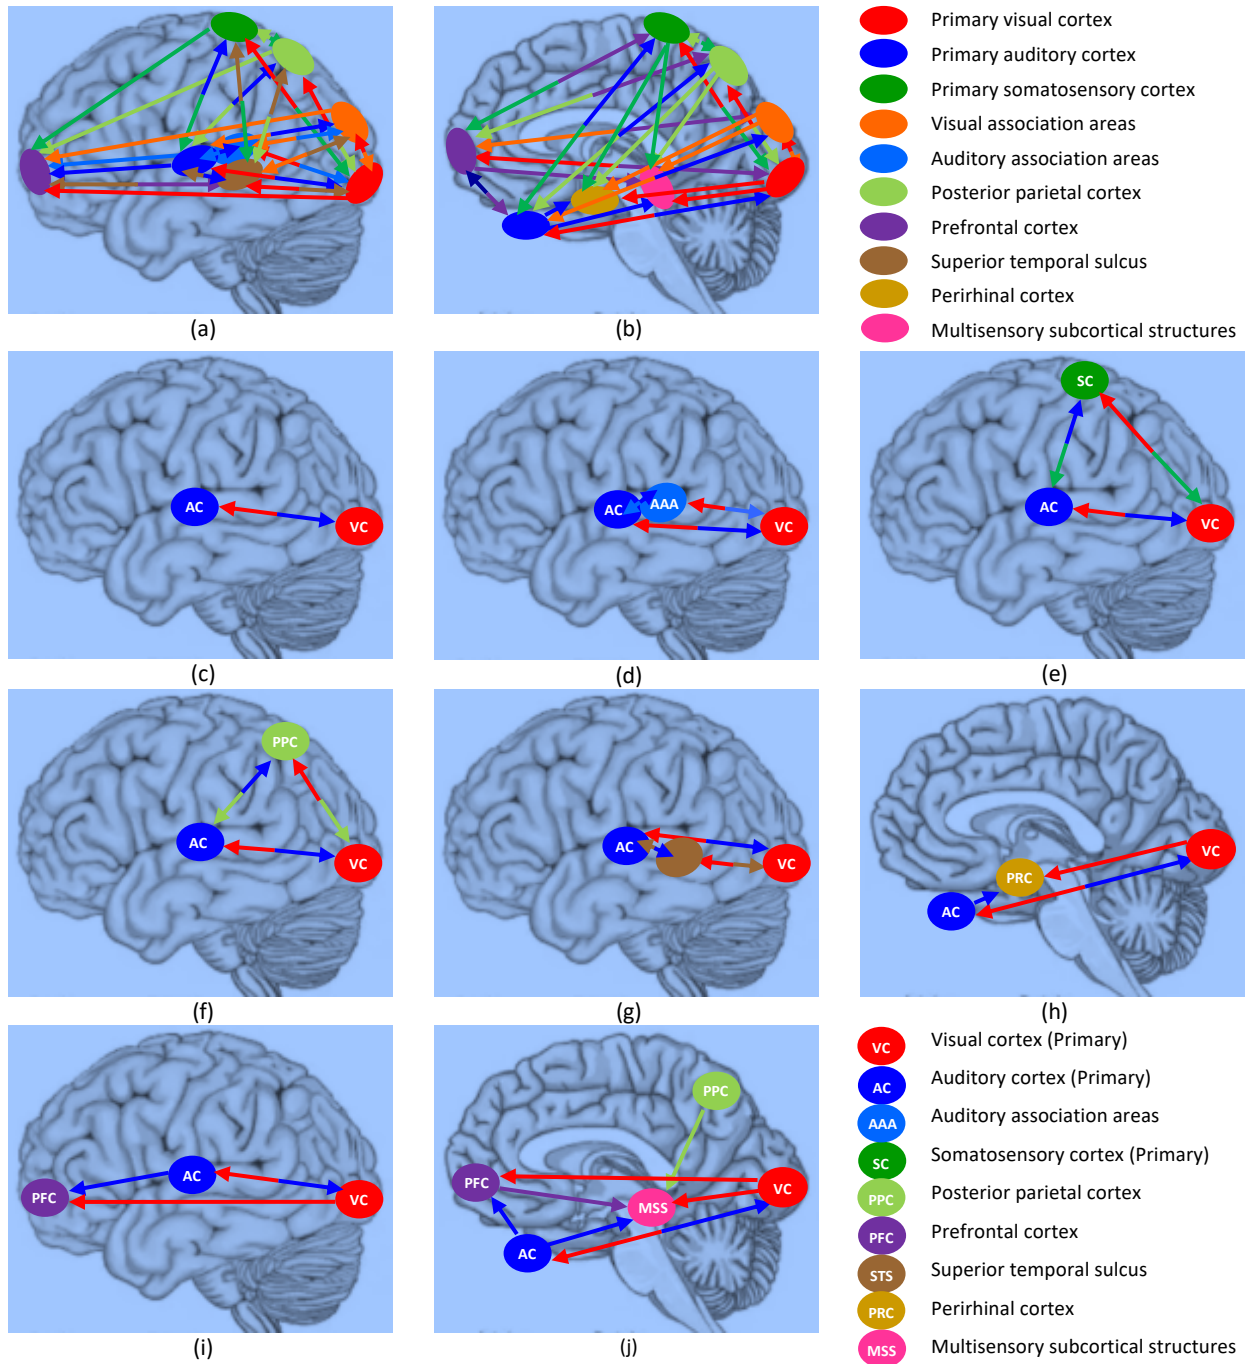 Primary visual cortex
Primary auditory cortex
Primary somatosensory cortex
Visual association areas
Auditory association areas
Posterior parietal cortex
Prefrontal cortex
Superior temporal sulcus
Perirhinal cortex
Multisensory subcortical structures
(a)
(b)
AC
VC
(c)
AC
AAA
VC
(d)
SC
AC
VC
(e)
PPC
AC
VC
(f)
AC
VC
(g)
VC
PRC
AC
(h)
AC
PFC
VC
(i)
PPC
PFC
VC
MSS
AC
(j)
VC Visual cortex (Primary)
AC Auditory cortex (Primary)
AAA Auditory association areas
SC Somatosensory cortex (Primary)
PPC Posterior parietal cortex
PFC Prefrontal cortex
STS Superior temporal sulcus
PRC Perirhinal cortex
MSS Multisensory subcortical structures